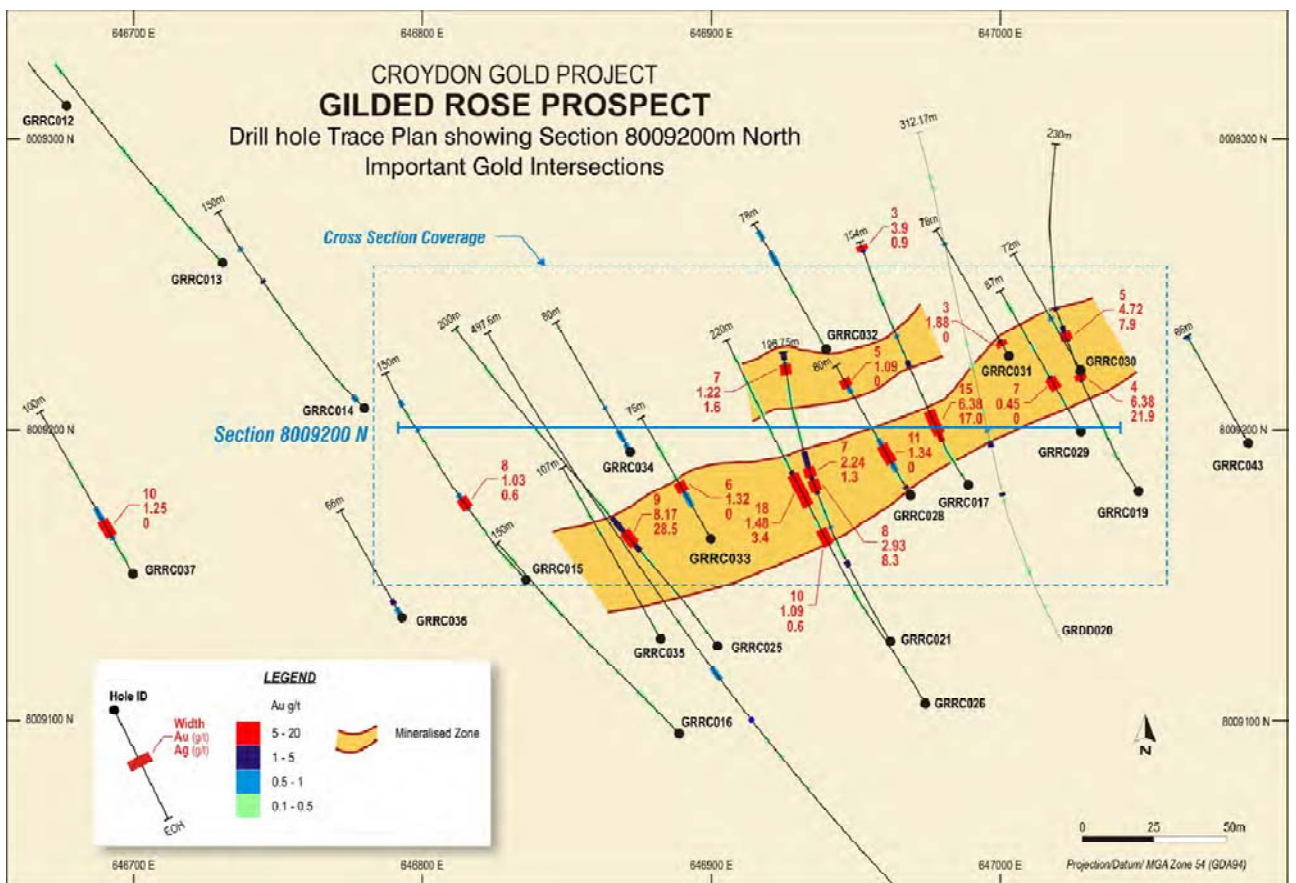 646700 E
646800 E
646900 E
647000 E
CROYDON GOLD PROJECT
GILDED ROSE PROSPECT
Drill hole Trace Plan showing Section 8009200m North
Important Gold Intersections
GRRC012
8009300 N
8009300 N
312.17m
230m
150m
GRRC013
Cross Section Coverage
78m
154m
3
3.9
0.9
78m
72m
200m
497.6m
80m
220m
196.75m
GRRC032
87m
3
1.88
0
GRRC031
5
4.72
7.9
GRRC030
86m
150m
7
1.22
1.6
80m
5
1.09
0
GRRC014
100m
8009200 N
Section 8009200 N
75m
GRRC034
107m
15
6.38
17.0
7
0.45
0
4
6.38
21.9
GRRC029
GRRC043
8009200 N
10
1.25
0
66m
8
1.03
0.6
150m
9
8.17
28.5
6
1.32
0
7
2.24
1.3
11
1.34
0
GRRC017
GRRC019
GRRC028
18
1.48
3.4
8
2.93
8.3
GRRC033
GRRC037
GRRC015
10
1.09
0.6
GRRC036
GRRC035
GRRC025
GRRC021
GRDD020
GRRC026
GRRC016
8009100 N
8009100 N
LEGEND
Hole ID
Width
Au (g/t)
Ag (g/t)
EOH
Au g/t
5 - 20
1 - 5
0.5 - 1
0.1 - 0.5
Mineralised Zone
N
0
25
50m
Projection/Datum/ MGA Zone 54 (GDA94)
646700 E
646800 E
646900 E
647000 E